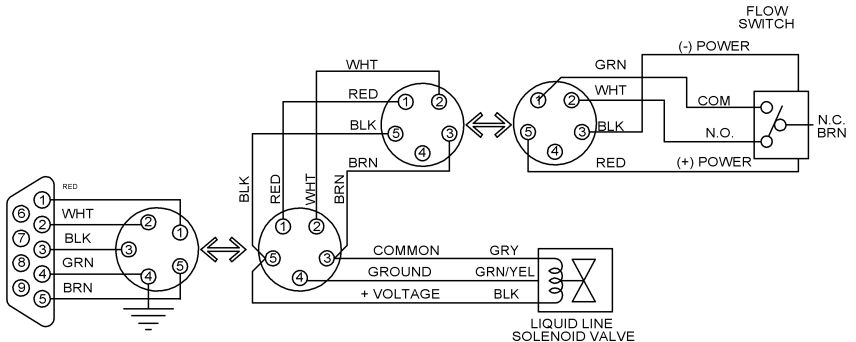 FLOW
SWITCH
(-) POWER
GRN
WHT
WHT
COM
RED
1
2
1
2
N.C.
BRN
BLK
5
3
5
3
BLK
N.O.
4
4
BRN
RED
(+) POWER
BLK
RED
WHT
BRN
RED
1
6
WHT
2
2
1
1
2
7
BLK
3
3
5
3
COMMON
GRY
8
GRN
4
4
5
4
GROUND
GRN/YEL
9
BRN
5
+ VOLTAGE
BLK
LIQUID LINE
SOLENOID VALVE